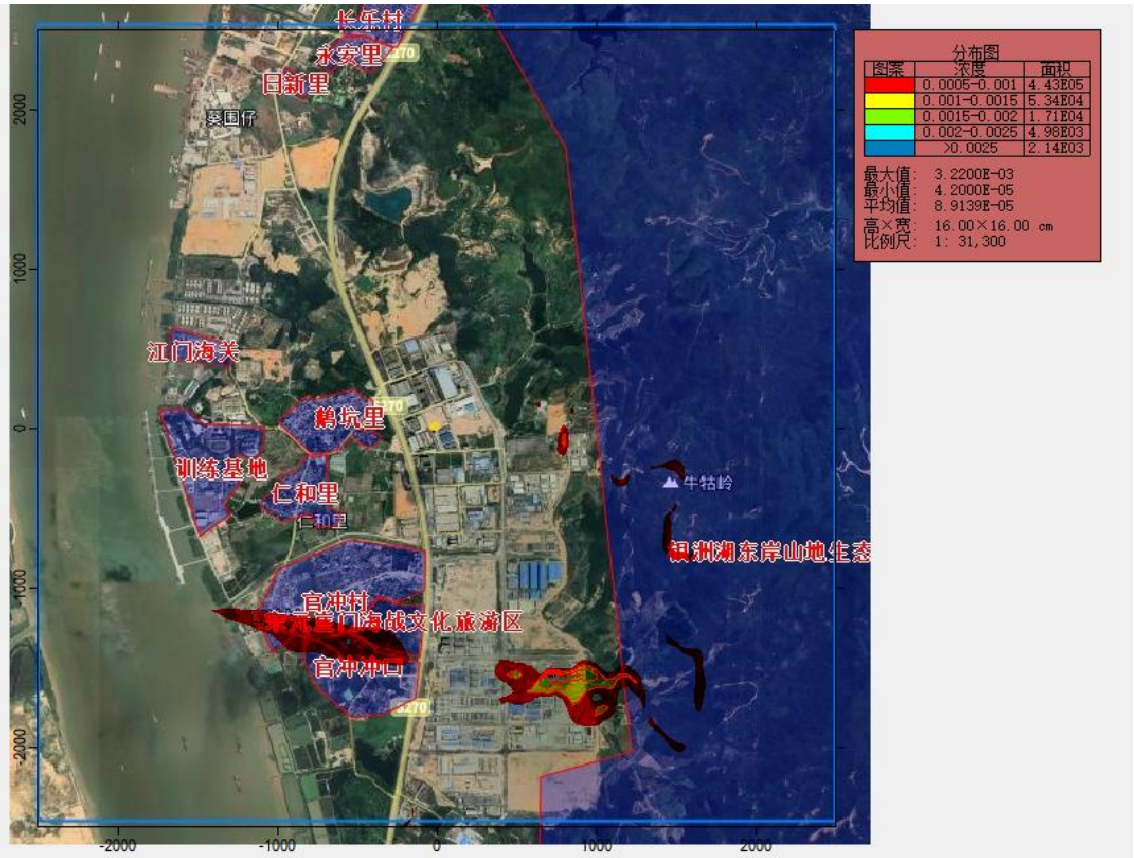 长乐村
S270
永安里
日新里
葵围仔
2000
1000
江门海关
0
鹅坑里
S270
训练基地
仁和里
仁和里
牛牯岭
银洲湖东岸山地生态
-1000
官冲村
宋元崖门海战文化旅游区
官冲冲口
S270
-2000
-2000
-1000
0
1000
2000
分布图
图案 浓度 面积
0.0005-0.001 4.43E05
0.001-0.0015 5.34E04
0.0015-0.002 1.71E04
0.002-0.0025 4.98E03
>0.0025 2.14E03
最大值: 3.2200E-03
最小值: 4.2000E-05
平均值: 8.9139E-05
高×宽: 16.00×16.00 cm
比例尺: 1: 31,300